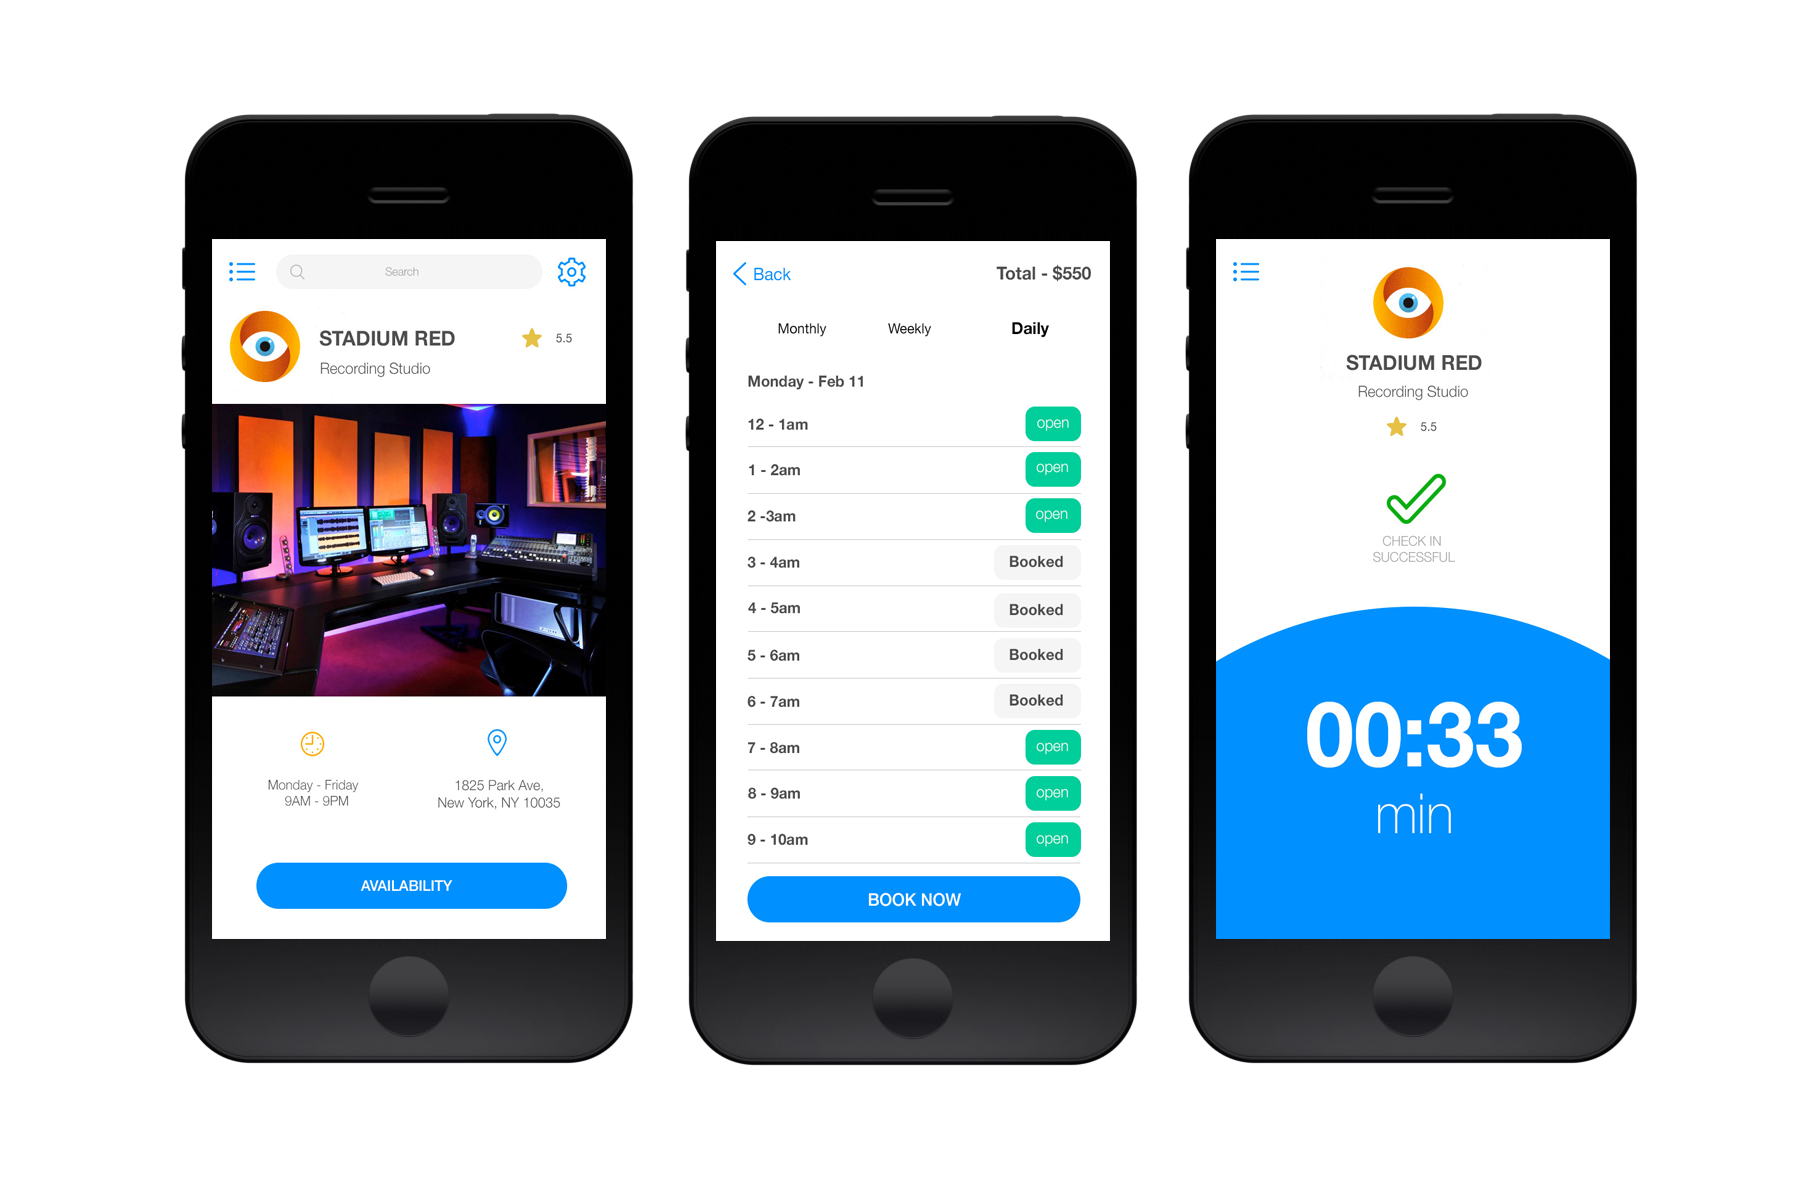 Search
STADIUM RED
5.5
Recording Studio
Monday - Friday
9AM - 9PM
1825 Park Ave,
New York, NY 10035
AVAILABILITY
Back
Total - $550
Monthly Weekly Daily
Monday - Feb 11
12 - 1am open
1 - 2am open
2 -3am open
3 - 4am Booked
4 - 5am Booked
5 - 6am Booked
6 - 7am Booked
7 - 8am open
8 - 9am open
9 - 10am open
BOOK NOW
STADIUM RED
Recording Studio
5.5
CHECK IN
SUCCESSFUL
00:33
min